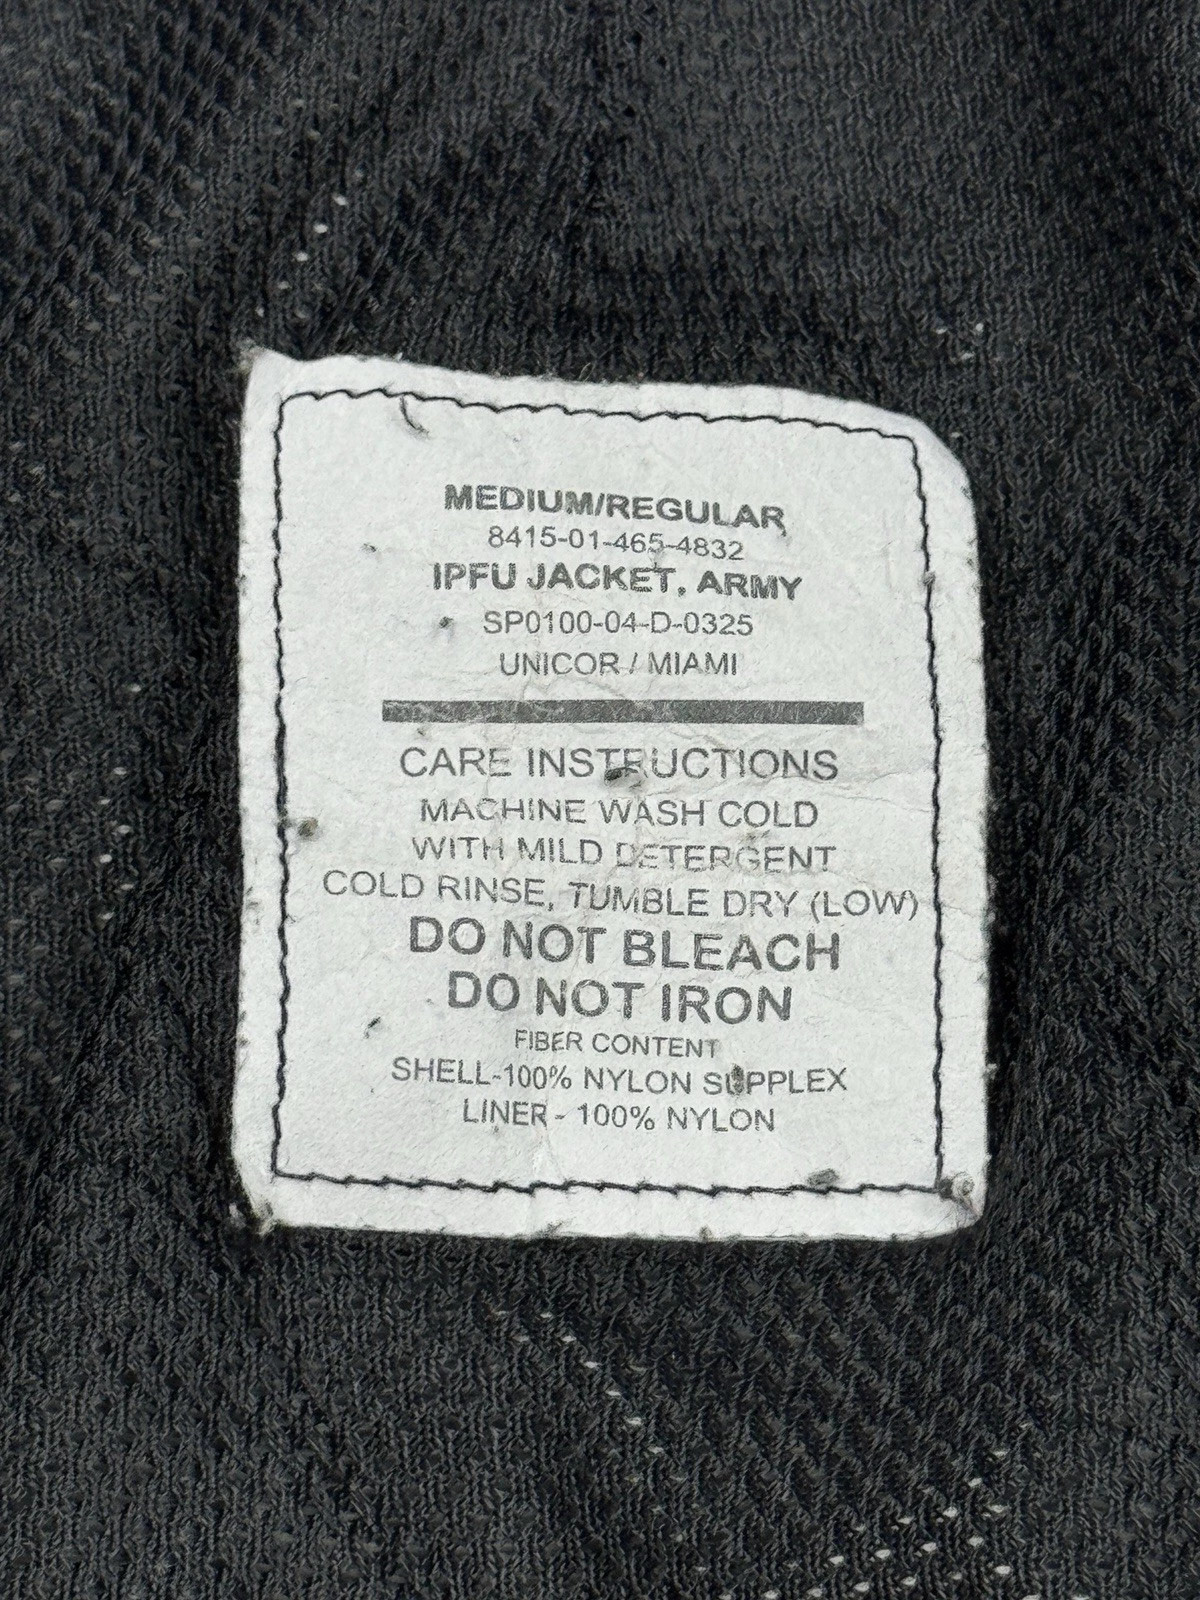 MEDIUM/REGULAR
8415-01-465-4832
IPFU JACKET, ARMY
SP0100-04-D-0325
UNICOR / MIAMI
CARE INSTRUCTIONS
MACHINE WASH COLD
WITH MILD DETERGENT
COLD RINSE, TUMBLE DRY (LOW)
DO NOT BLEACH
DO NOT IRON
FIBER CONTENT
SHELL-100% NYLON SUPPLEX
LINER - 100% NYLON